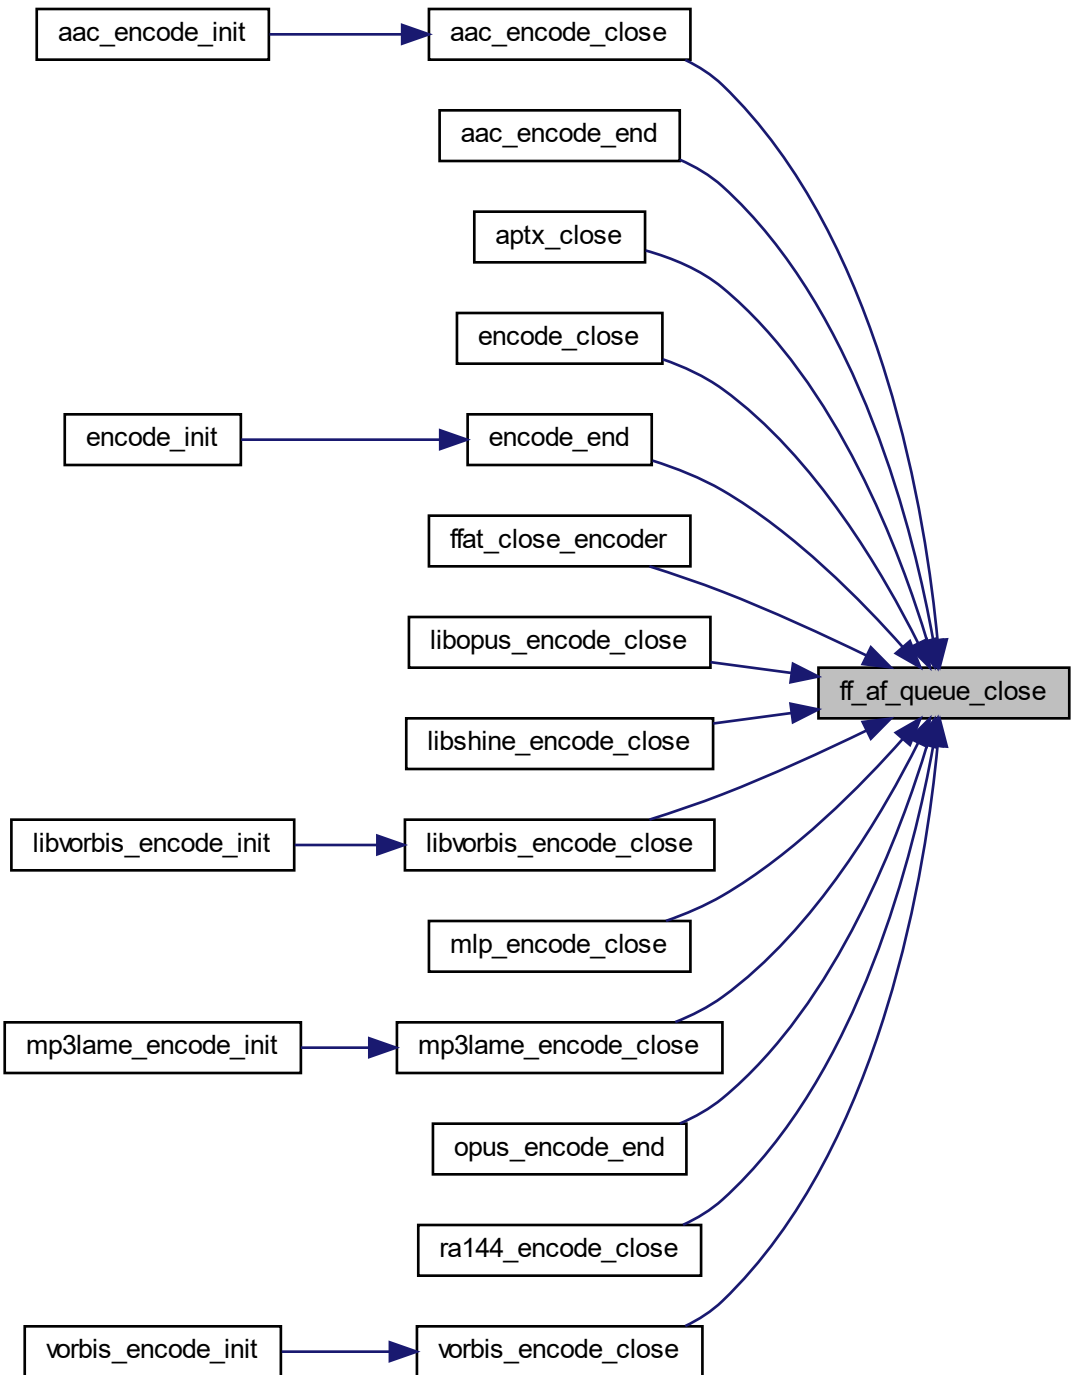 aac_encode_init
aac_encode_close
aac_encode_end
aptx_close
encode_close
encode_init
encode_end
ffat_close_encoder
libopus_encode_close
ff_af_queue_close
libshine_encode_close
libvorbis_encode_init
libvorbis_encode_close
mlp_encode_close
mp3lame_encode_init
mp3lame_encode_close
opus_encode_end
ra144_encode_close
vorbis_encode_init
vorbis_encode_close